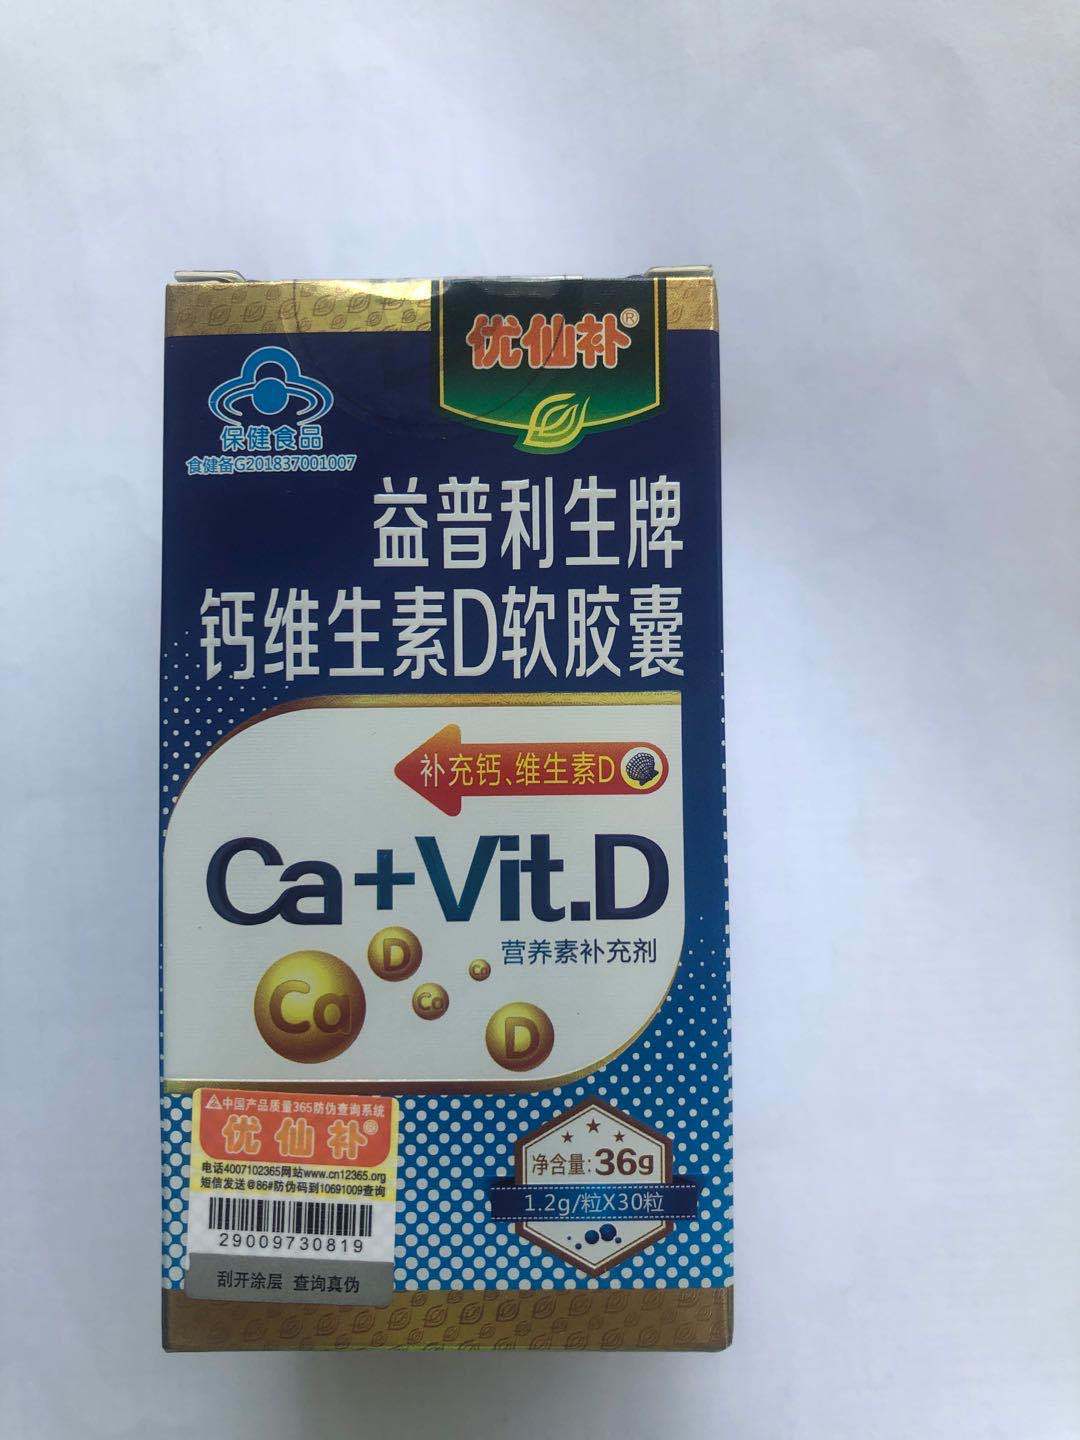 优仙补®
保健食品
食健备G201837001007
益普利生牌
钙维生素D软胶囊
补充钙、维生素D
Ca+Vit.D
营养素补充剂
D
Ca
Ca
Ca
D
中国产品质量365防伪查询系统
优仙补®
电话4007102365网站www.cn12365.org
短信发送@86#防伪码到10691009查询
29009730819
刮开涂层 查询真伪
净含量:36g
1.2g/粒X30粒